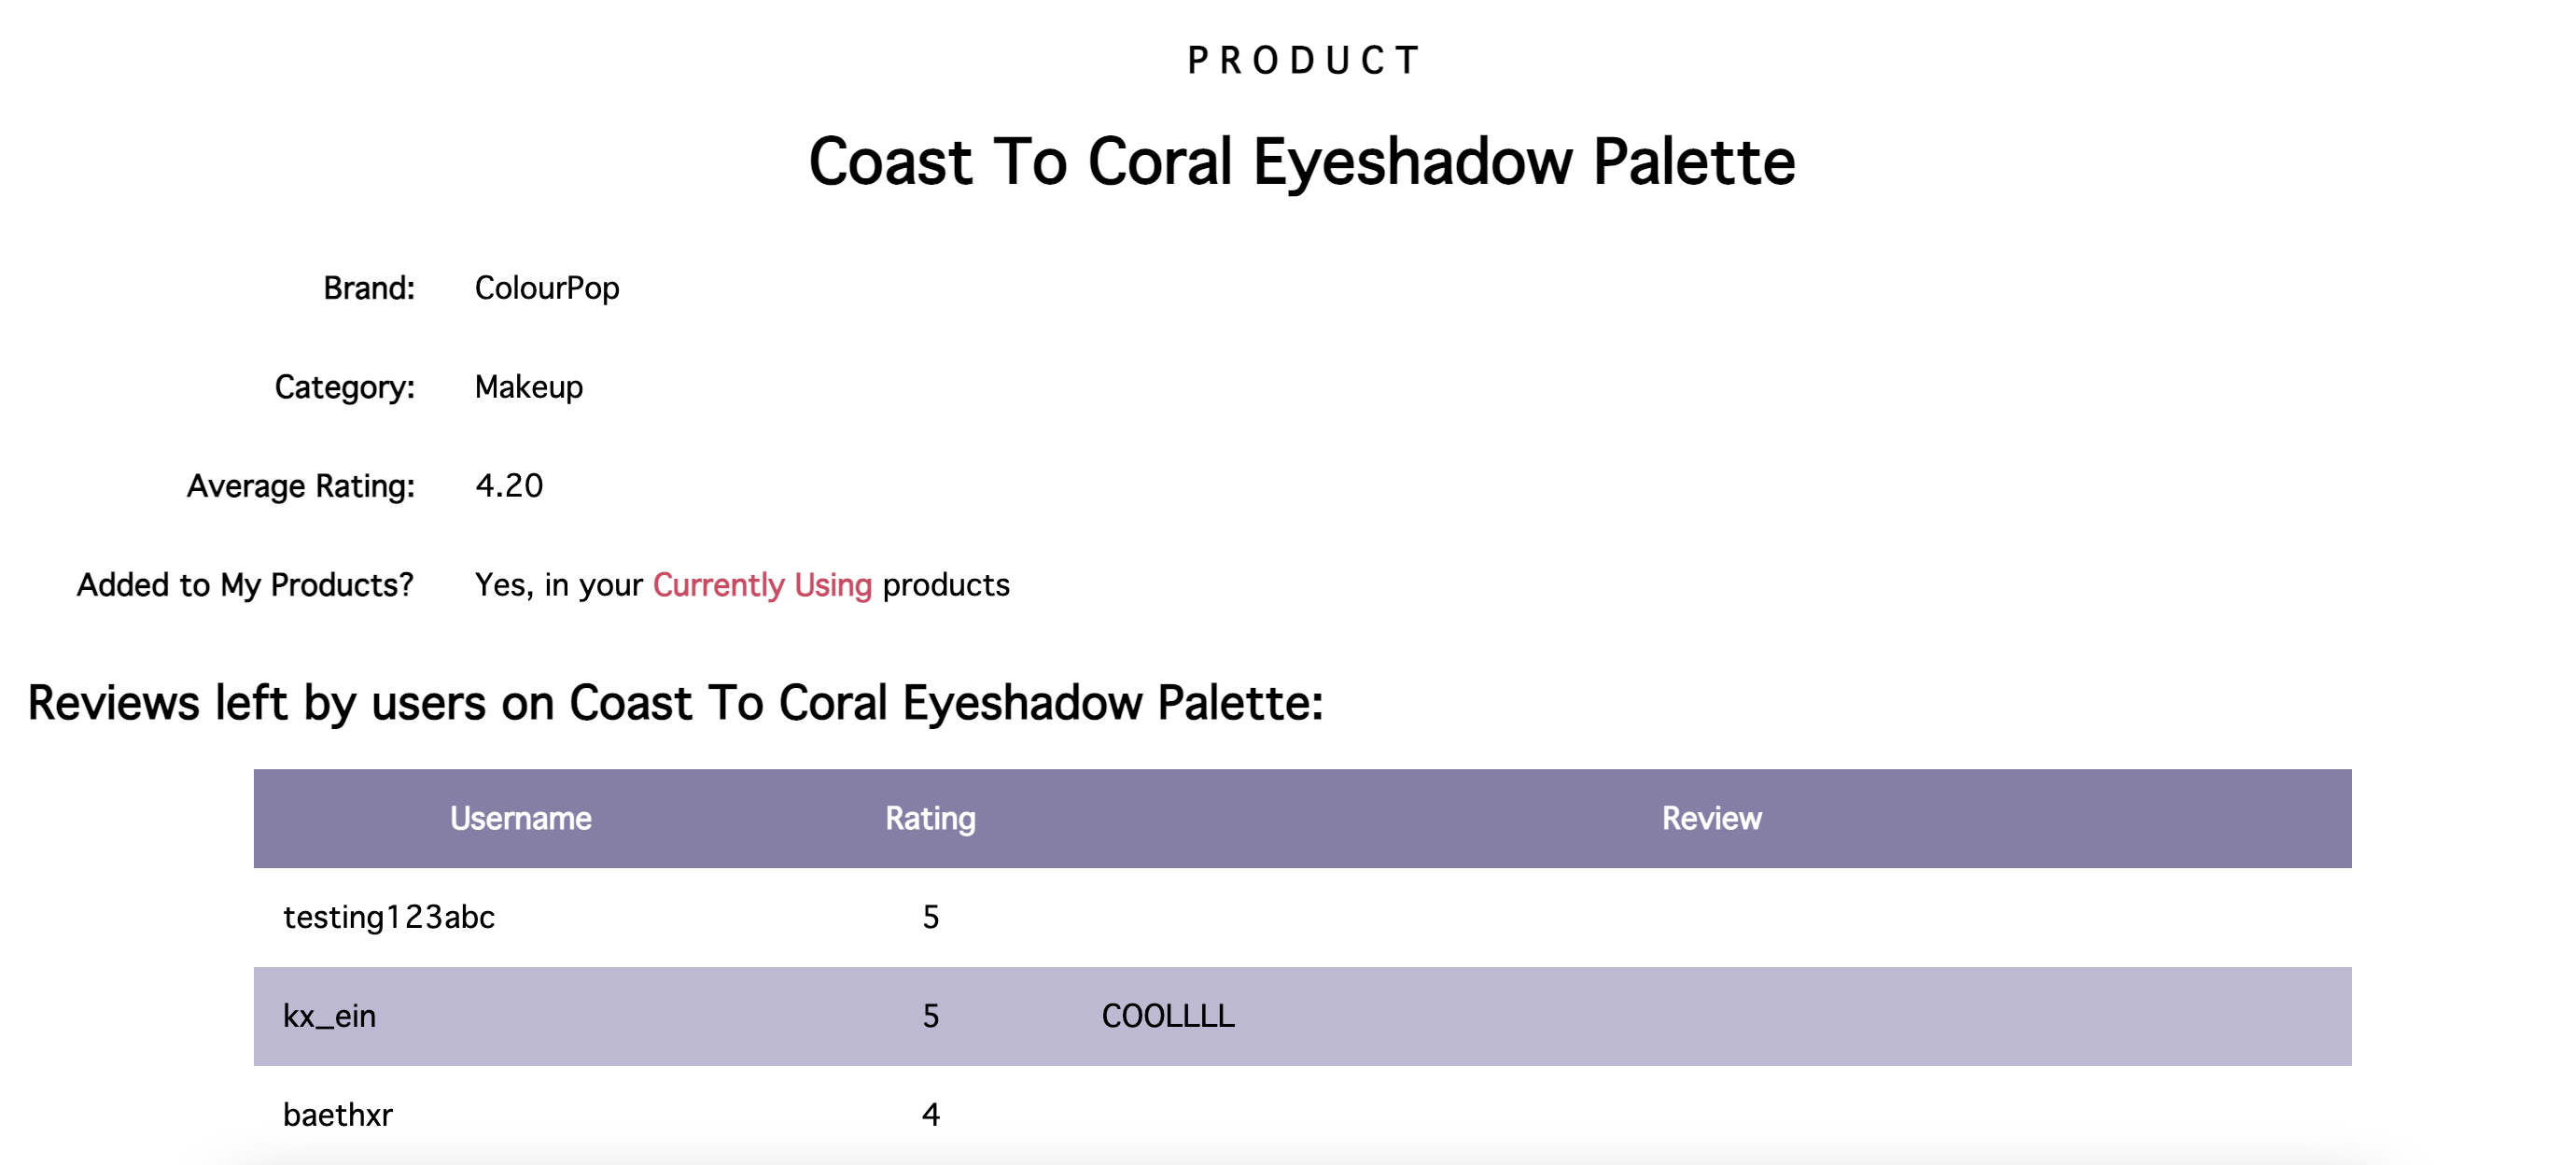 PRODUCT
Coast To Coral Eyeshadow Palette
Brand: ColourPop
Category: Makeup
Average Rating: 4.20
Added to My Products? Yes, in your Currently Using products
Reviews left by users on Coast To Coral Eyeshadow Palette:
Username Rating Review
testing123abc 5
kx_ein 5 COOLLLL
baethxr 4